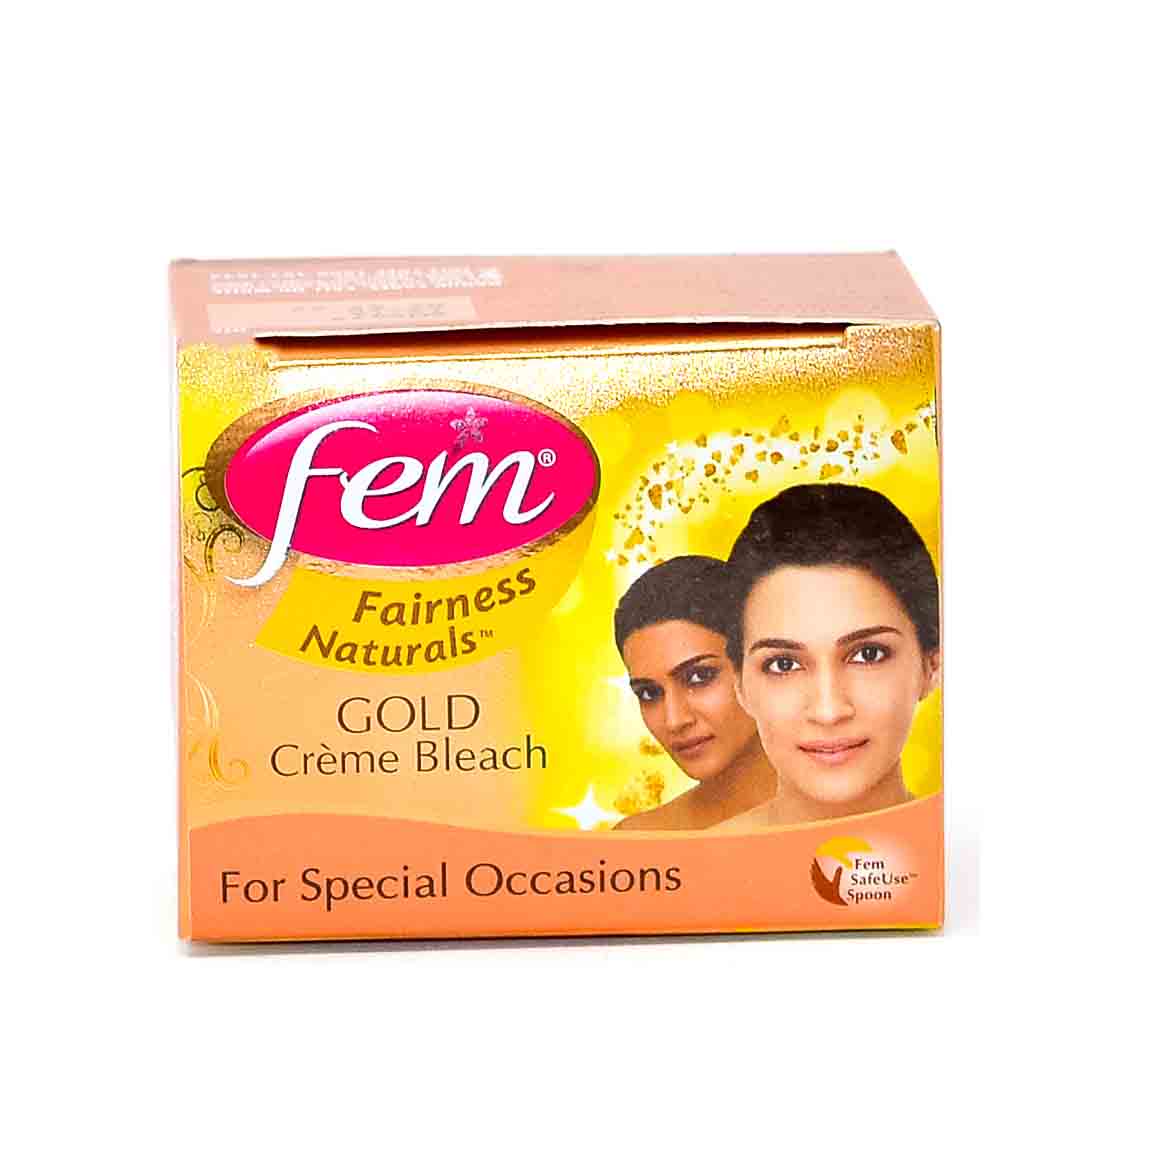 fem®
Fairness
Naturals™
GOLD
Crème Bleach
For Special Occasions
Fem
SafeUse™
Spoon